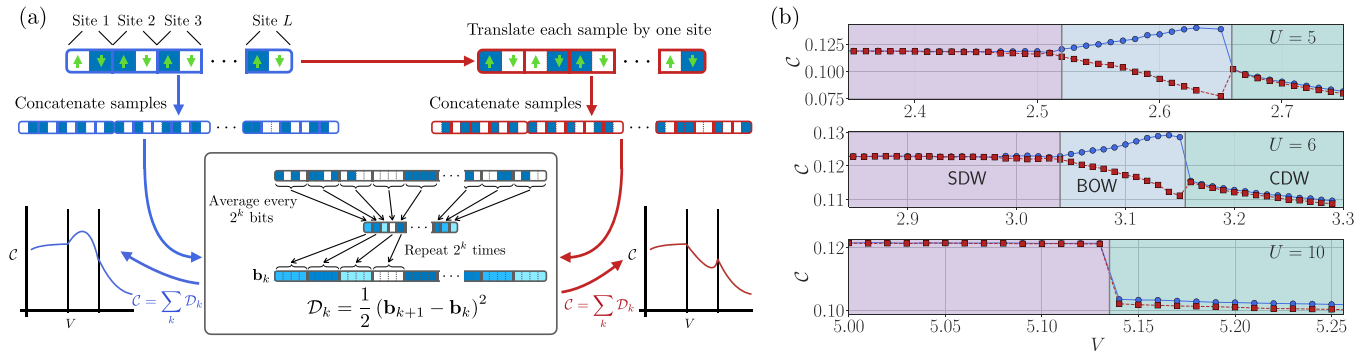 (a)
Site 1 Site 2 Site 3 Site L
Translate each sample by one site
Concatenate samples
Concatenate samples
Average every
2^k bits
Repeat 2^k times
b_k
𝒟_k = 1/2 (b_{k+1} − b_k)^2
𝒞
V
𝒞 = ∑_k 𝒟_k
𝒞
V
𝒞 = ∑_k 𝒟_k
(b)
U = 5
𝒞
0.125
0.100
0.075
2.4 2.5 2.6 2.7
U = 6
𝒞
0.13
0.12
0.11
SDW BOW CDW
2.9 3.0 3.1 3.2 3.3
U = 10
𝒞
0.12
0.10
5.00 5.05 5.10 5.15 5.20 5.25
V